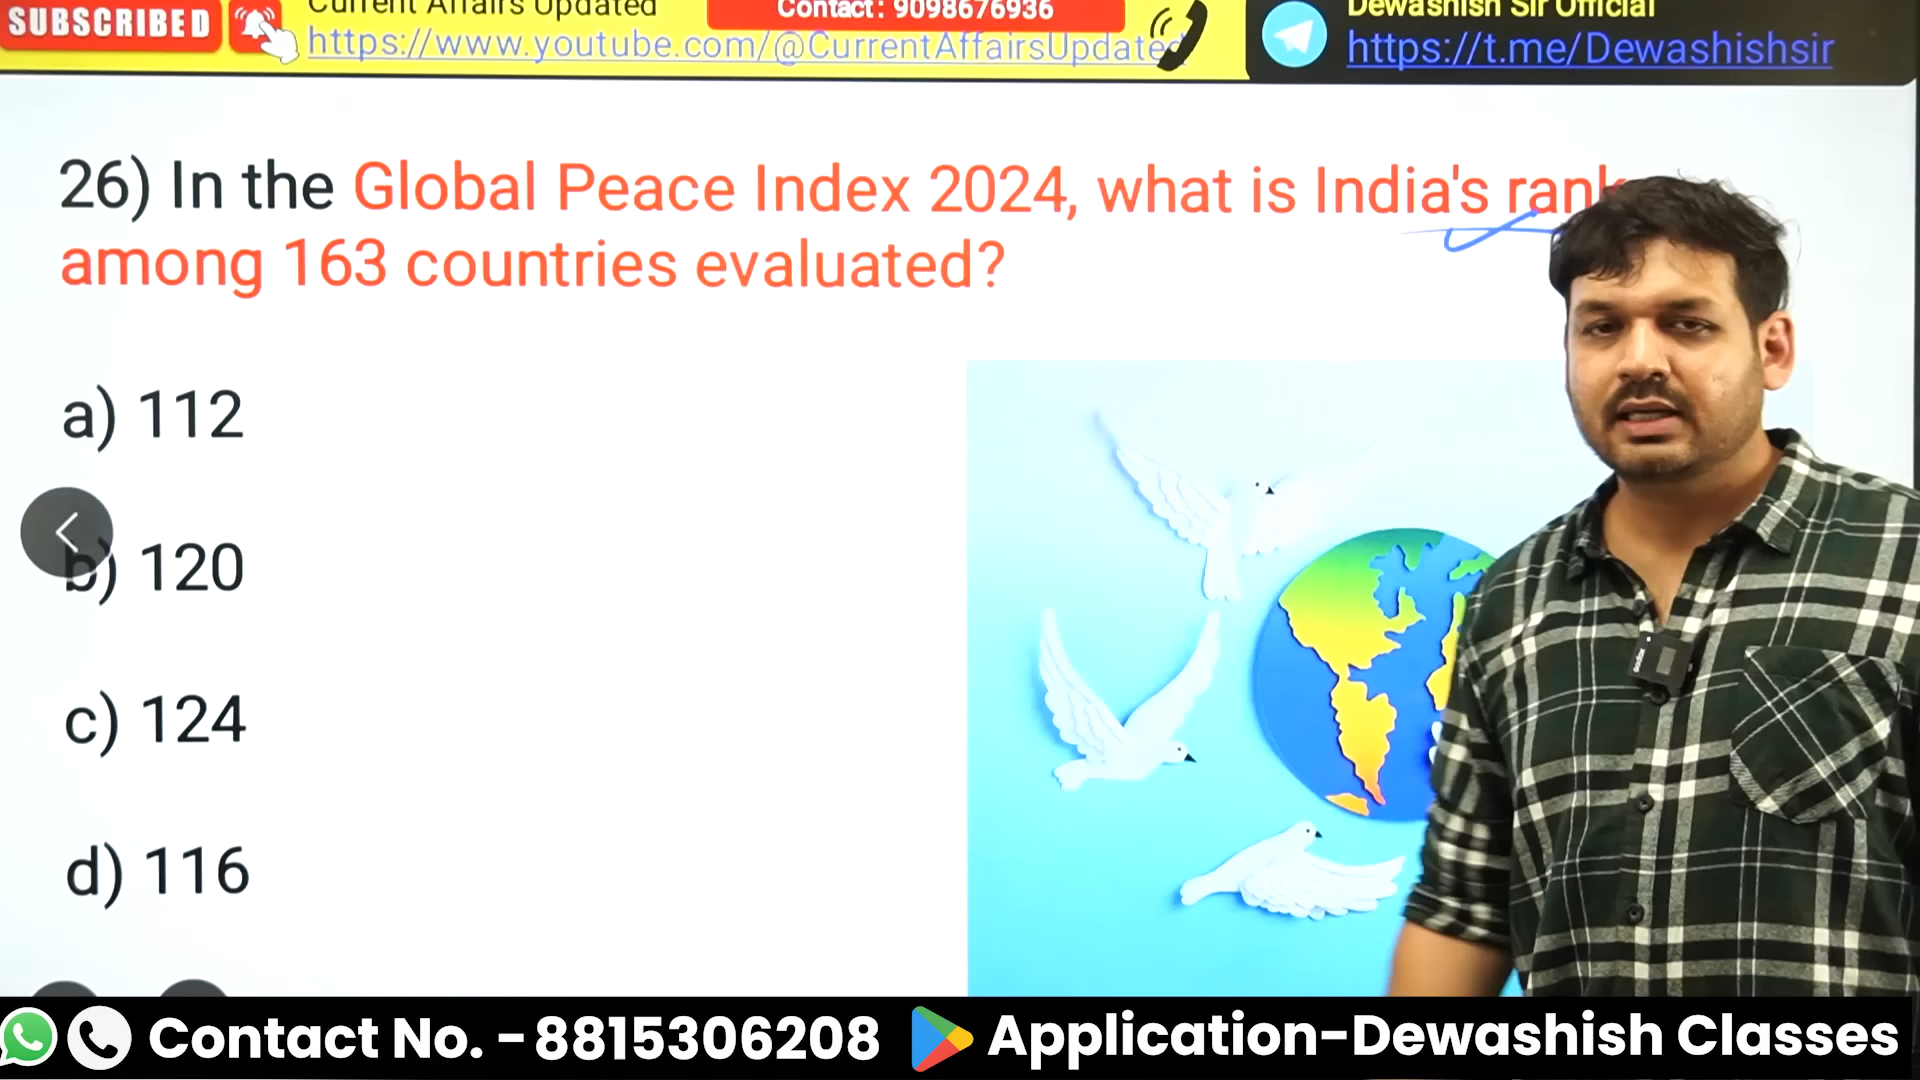 SUBSCRIBED
Current Affairs Updated
https://www.youtube.com/@CurrentAffairsUpdated
Contact: 9098676936
Dewashish Sir Official
https://t.me/Dewashishsir
26) In the Global Peace Index 2024, what is India's rank
among 163 countries evaluated?
a) 112
b) 120
c) 124
d) 116
Contact No. - 8815306208
Application-Dewashish Classes